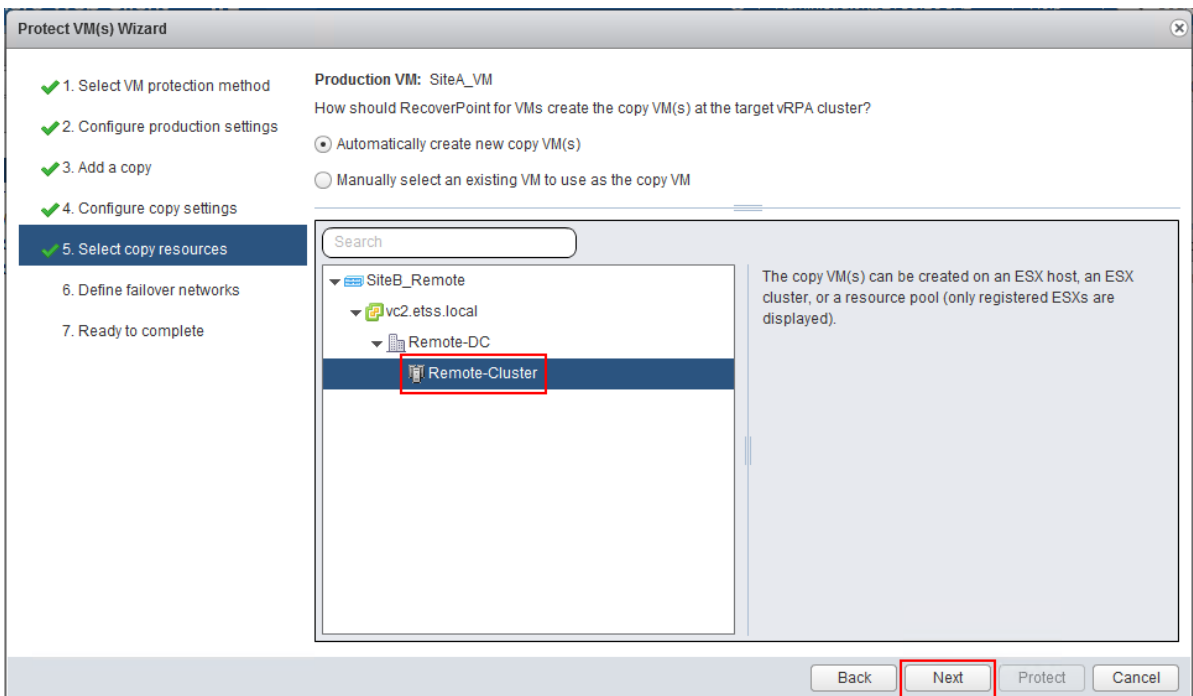 Protect VM(s) Wizard
1. Select VM protection method
2. Configure production settings
3. Add a copy
4. Configure copy settings
5. Select copy resources
6. Define failover networks
7. Ready to complete
Production VM: SiteA_VM
How should RecoverPoint for VMs create the copy VM(s) at the target vRPA cluster?
Automatically create new copy VM(s)
Manually select an existing VM to use as the copy VM
Search
SiteB_Remote
vc2.etss.local
Remote-DC
Remote-Cluster
The copy VM(s) can be created on an ESX host, an ESX
cluster, or a resource pool (only registered ESXs are
displayed).
Back Next Protect Cancel